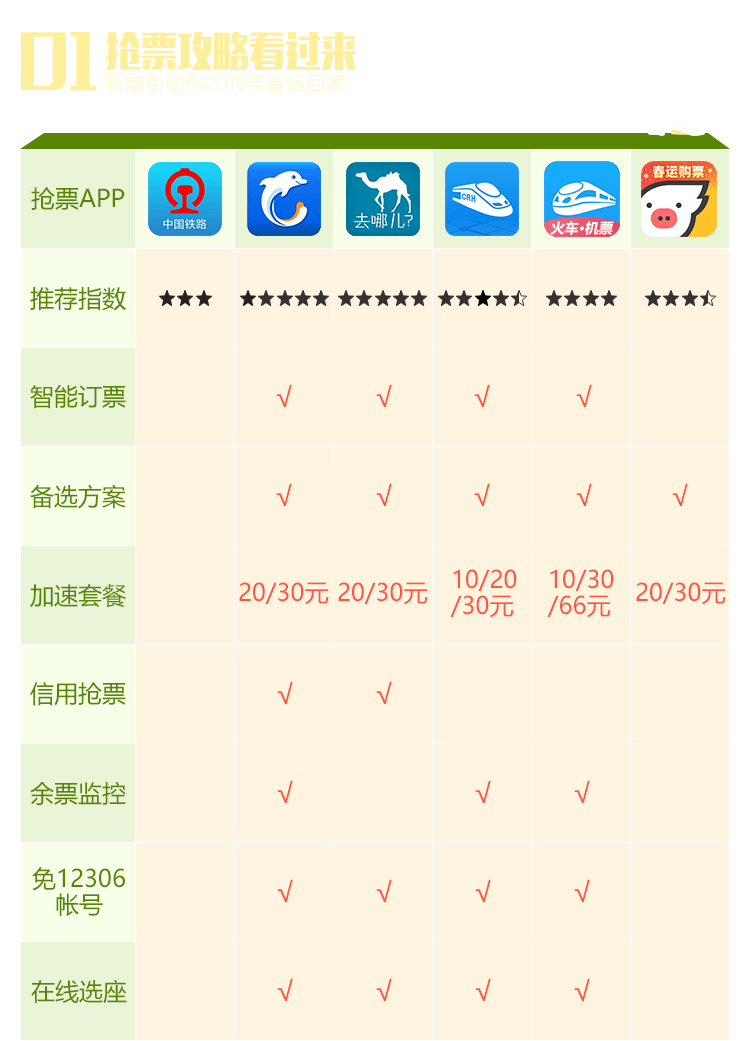 01 抢票攻略看过来
新融街助你2018年春运回家
抢票APP
中国铁路
去哪儿?
CRH
火车·机票
春运购票
推荐指数 ★★★ ★★★★★ ★★★★★ ★★★★⯪ ★★★★ ★★★⯪
智能订票 √ √ √ √
备选方案 √ √ √ √ √
加速套餐 20/30元 20/30元 10/20 10/30 20/30元
/30元 /66元
信用抢票 √ √
余票监控 √ √ √
免12306
帐号 √ √ √ √
在线选座 √ √ √ √